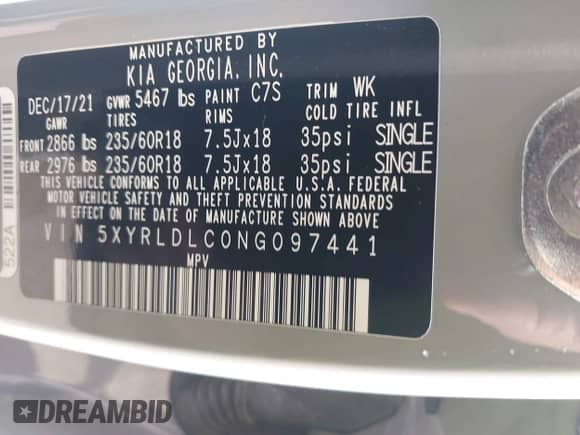 MANUFACTURED BY
KIA GEORGIA, INC.
DEC/17/21 GVWR 5467 lbs PAINT C7S TRIM WK
GAWR TIRES RIMS COLD TIRE INFL
FRONT 2866 lbs 235/60R18 7.5Jx18 35psi SINGLE
REAR 2976 lbs 235/60R18 7.5Jx18 35psi SINGLE
THIS VEHICLE CONFORMS TO ALL APPLICABLE U.S.A. FEDERAL
MOTOR VEHICLE SAFETY AND THEFT PREVENTION STANDARDS
IN EFFECT ON THE DATE OF MANUFACTURE SHOWN ABOVE.
VIN 5XYRLDLC0NG097441
MPV
522A
DREAMBID